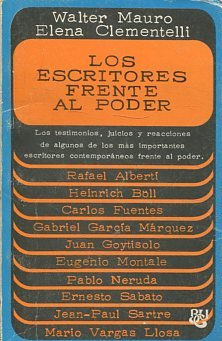 Walter Mauro
Elena Clementelli
LOS
ESCRITORES
FRENTE
AL PODER
Los testimonios, juicios y reacciones
de algunos de los más importantes
escritores contemporáneos frente al poder.
Rafael Alberti
Heinrich Böll
Carlos Fuentes
Gabriel García Márquez
Juan Goytisolo
Eugenio Montale
Pablo Neruda
Ernesto Sabato
Jean-Paul Sartre
Mario Vargas Llosa